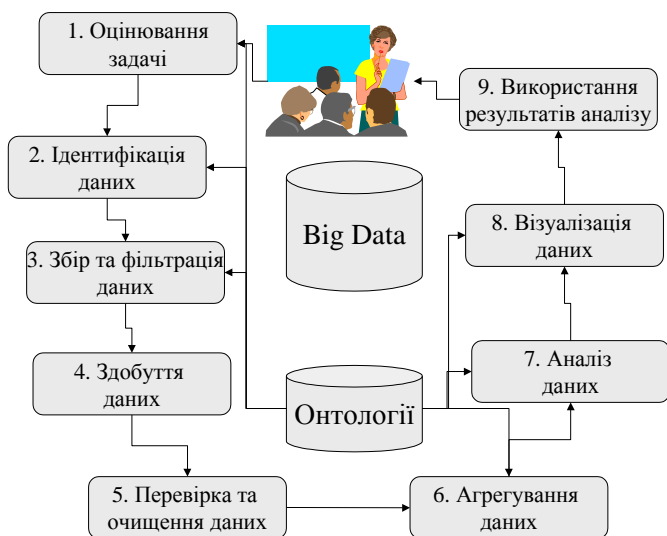 1. Оцінювання
задачі
2. Ідентифікація
даних
3. Збір та фільтрація
даних
4. Здобуття
даних
5. Перевірка та
очищення даних
6. Агрегування
даних
7. Аналіз
даних
8. Візуалізація
даних
9. Використання
результатів аналізу
Big Data
Онтології